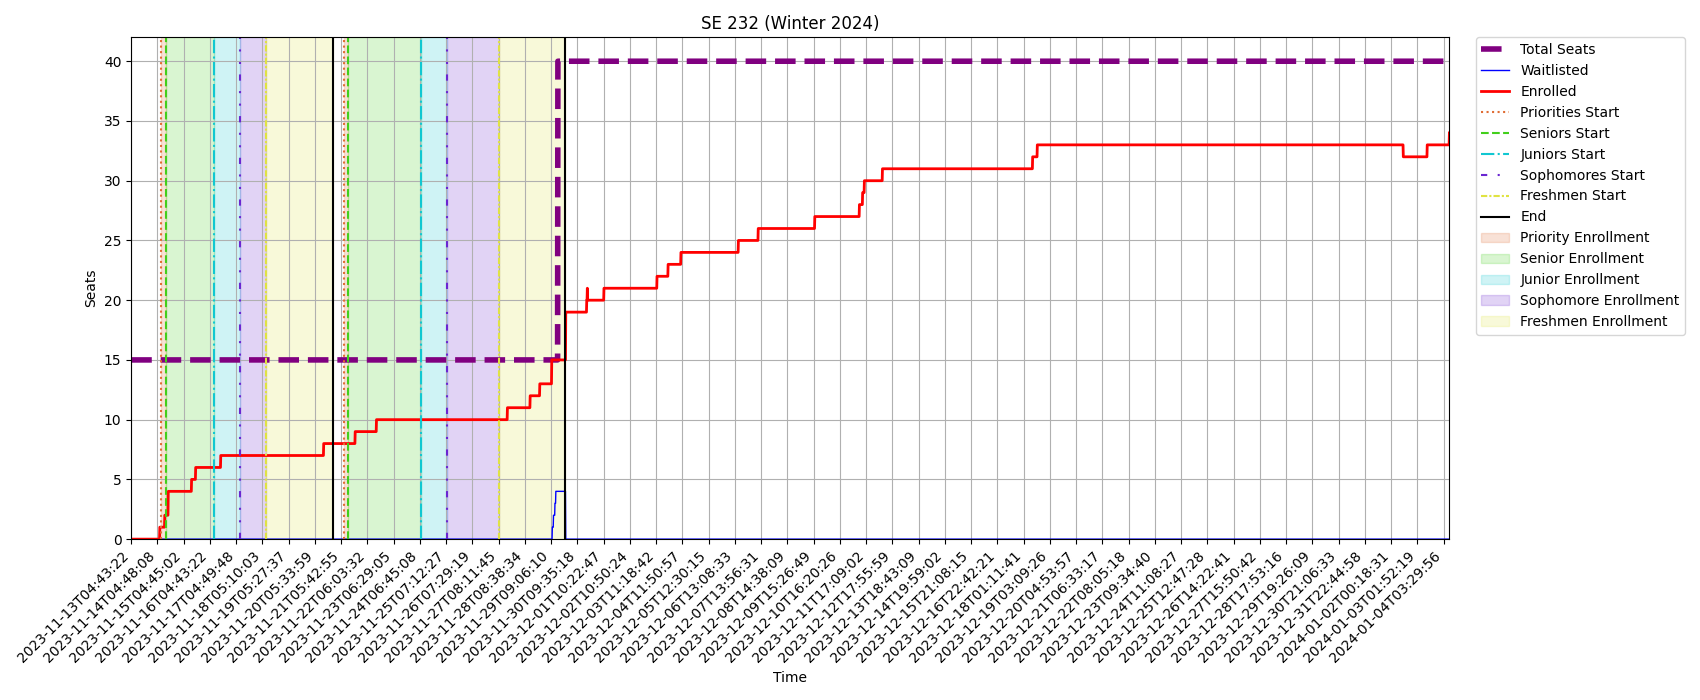 SE 232 (Winter 2024)
Seats
40
35
30
25
20
15
10
5
0
2023-11-13T04:43:22
2023-11-14T04:48:08
2023-11-15T04:45:02
2023-11-16T04:43:22
2023-11-17T04:49:48
2023-11-18T05:10:03
2023-11-19T05:27:37
2023-11-20T05:33:59
2023-11-21T05:42:55
2023-11-22T06:03:32
2023-11-23T06:29:05
2023-11-24T06:45:08
2023-11-25T07:12:27
2023-11-26T07:29:19
2023-11-27T08:11:45
2023-11-28T08:38:34
2023-11-29T09:06:10
2023-11-30T09:35:18
2023-12-01T10:22:47
2023-12-02T10:50:24
2023-12-03T11:18:42
2023-12-04T11:50:57
2023-12-05T12:30:15
2023-12-06T13:08:33
2023-12-07T13:56:31
2023-12-08T14:38:09
2023-12-09T15:26:49
2023-12-10T16:20:26
2023-12-11T17:09:02
2023-12-12T17:55:59
2023-12-13T18:43:09
2023-12-14T19:59:02
2023-12-15T21:08:15
2023-12-16T22:42:21
2023-12-18T01:11:41
2023-12-19T03:09:26
2023-12-20T04:53:57
2023-12-21T06:33:17
2023-12-22T08:05:18
2023-12-23T09:34:40
2023-12-24T11:08:27
2023-12-25T12:47:28
2023-12-26T14:22:41
2023-12-27T15:50:42
2023-12-28T17:53:16
2023-12-29T19:26:09
2023-12-30T21:06:33
2023-12-31T22:44:58
2024-01-02T00:18:31
2024-01-03T01:52:19
2024-01-04T03:29:56
Time
Total Seats
Waitlisted
Enrolled
Priorities Start
Seniors Start
Juniors Start
Sophomores Start
Freshmen Start
End
Priority Enrollment
Senior Enrollment
Junior Enrollment
Sophomore Enrollment
Freshmen Enrollment